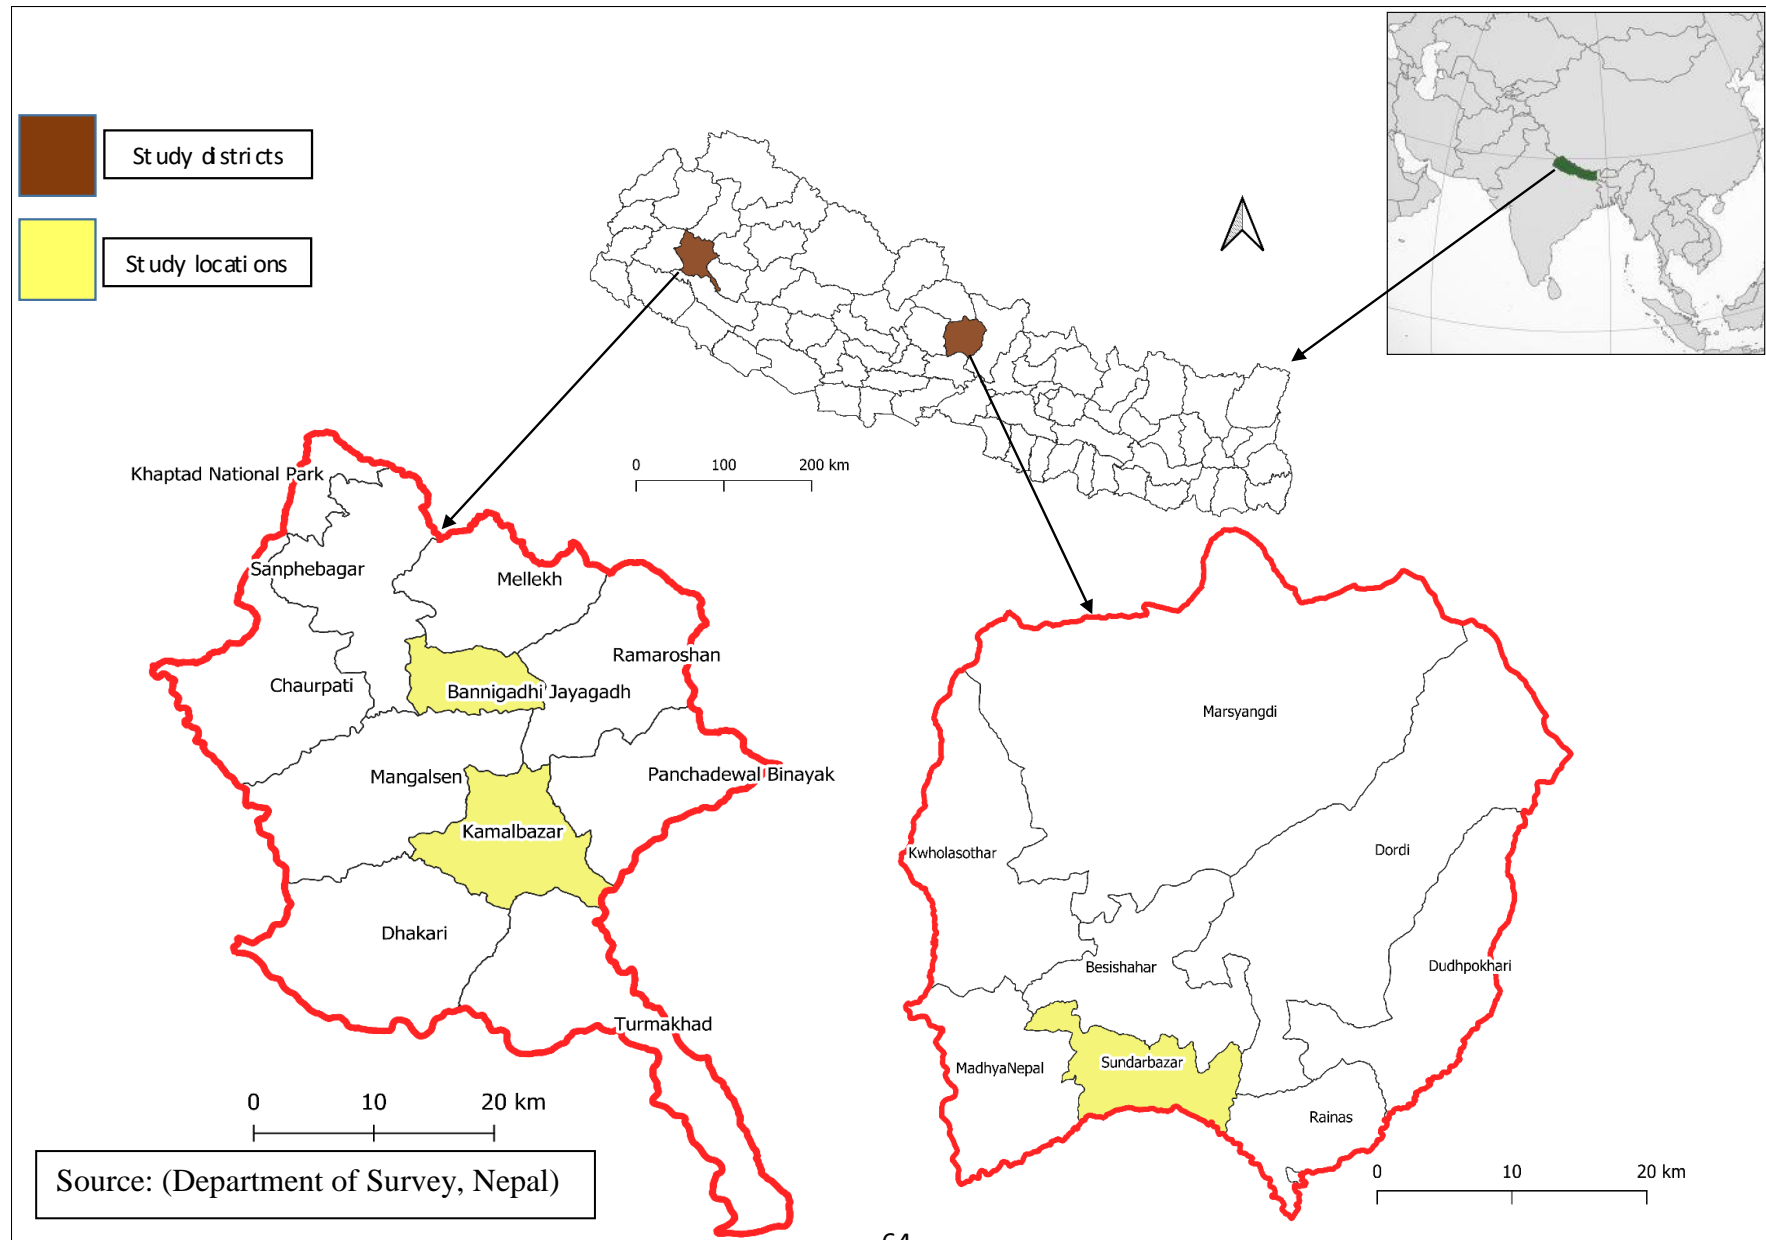 Study districts
Study locations
0 100 200 km
Khaptad National Park
Sanphebagar
Mellekh
Ramaroshan
Chaurpati
Bannigadhi Jayagadh
Mangalsen
Panchadewal Binayak
Kamalbazar
Dhakari
Turmakhad
0 10 20 km
Marsyangdi
Kwholasothar
Dordi
Besishahar
Dudhpokhari
MadhyaNepal
Sundarbazar
Rainas
0 10 20 km
Source: (Department of Survey, Nepal)